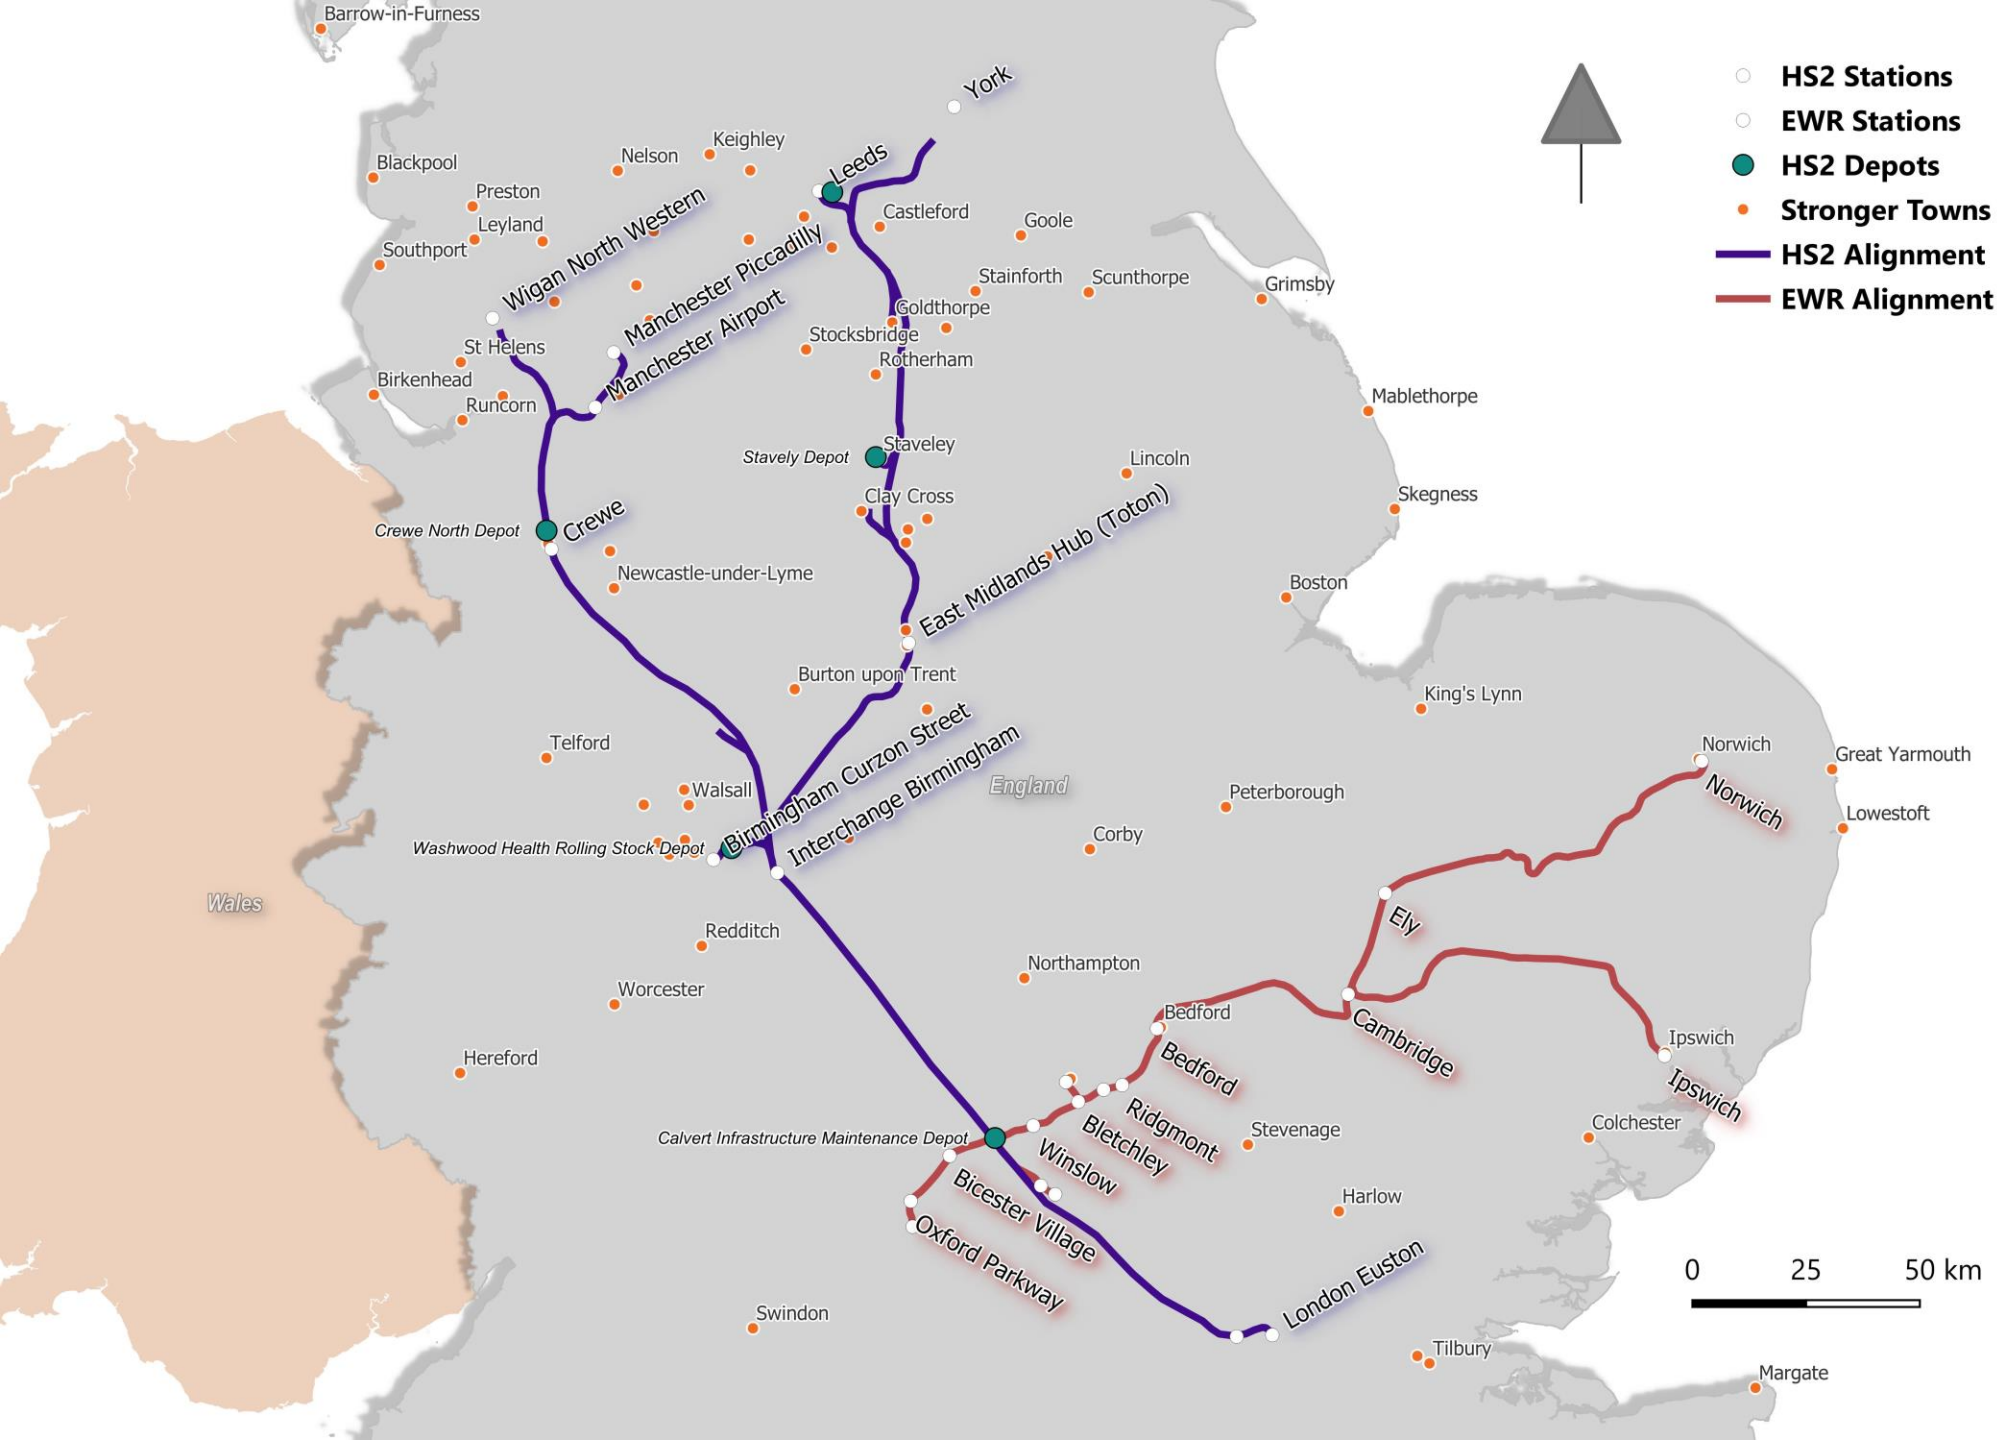 Barrow-in-Furness
York
HS2 Stations
EWR Stations
HS2 Depots
Stronger Towns
HS2 Alignment
EWR Alignment
Keighley
Nelson
Leeds
Blackpool
Preston
Leyland
Southport
Wigan North Western
Castleford
Goole
Manchester Piccadilly
Manchester Airport
Stainforth
Scunthorpe
Grimsby
Goldthorpe
Stocksbridge
Rotherham
St Helens
Birkenhead
Runcorn
Mablethorpe
Staveley
Stavely Depot
Lincoln
Clay Cross
Skegness
Crewe North Depot
Crewe
East Midlands Hub (Toton)
Newcastle-under-Lyme
Boston
Burton upon Trent
King's Lynn
Telford
Birmingham Curzon Street
Interchange Birmingham
Norwich
Norwich
Great Yarmouth
Walsall
England
Peterborough
Lowestoft
Corby
Washwood Health Rolling Stock Depot
Wales
Ely
Redditch
Northampton
Worcester
Bedford
Bedford
Cambridge
Ipswich
Ipswich
Hereford
Ridgmont
Bletchley
Winslow
Calvert Infrastructure Maintenance Depot
Stevenage
Colchester
Bicester Village
Harlow
Oxford Parkway
London Euston
0 25 50 km
Swindon
Tilbury
Margate